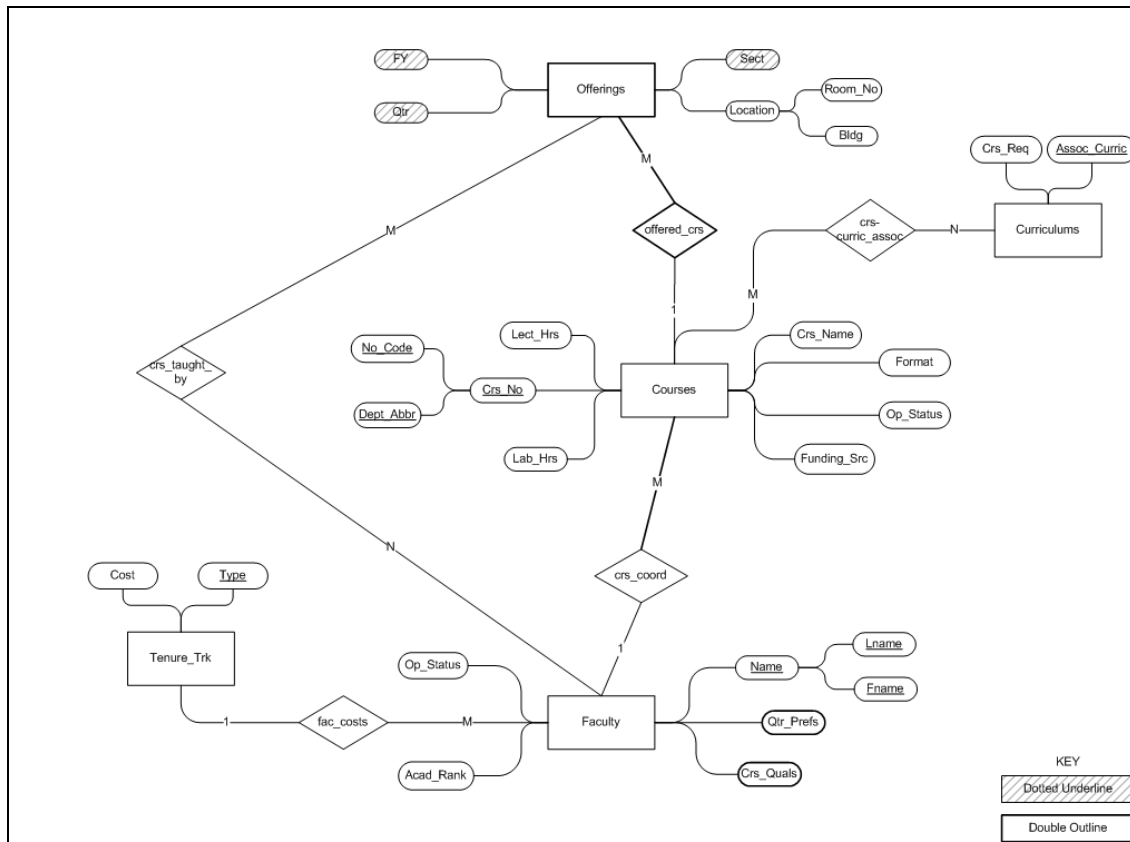 FY
Sect
Offerings
Room_No
Qtr
Location
Bldg
Crs_Req
Assoc_Curric
M
offered_crs
crs-
curric_assoc
N
Curriculums
M
M
1
Lect_Hrs
Crs_Name
No_Code
Format
crs_taught_
by
Crs_No
Courses
Dept_Abbr
Op_Status
Lab_Hrs
Funding_Src
M
N
Cost
Type
crs_coord
1
Tenure_Trk
Op_Status
Name
Lname
Fname
1
fac_costs
M
Faculty
Qtr_Prefs
Acad_Rank
Crs_Quals
KEY
Dotted Underline
Double Outline